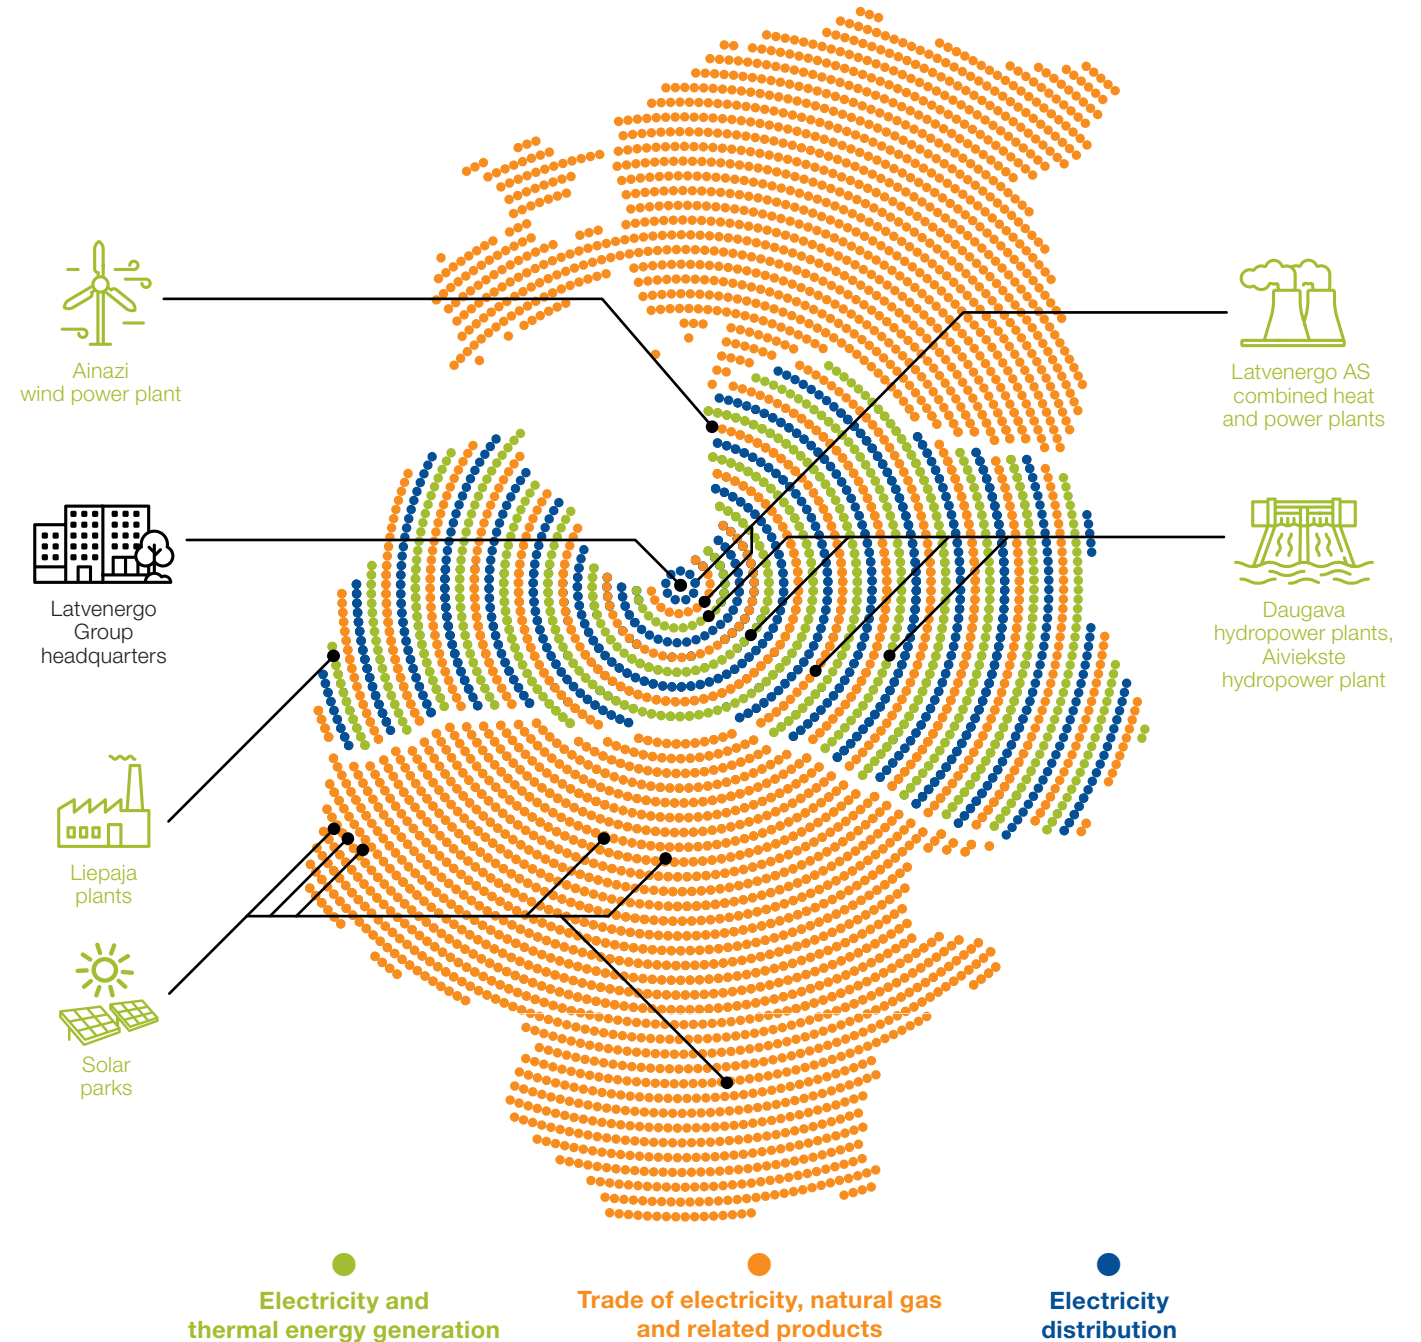 Ainazi
wind power plant
Latvenergo
Group
headquarters
Liepaja
plants
Solar
parks
Latvenergo AS
combined heat
and power plants
Daugava
hydropower plants,
Aiviekste
hydropower plant
Electricity and
thermal energy generation
Trade of electricity, natural gas
and related products
Electricity
distribution